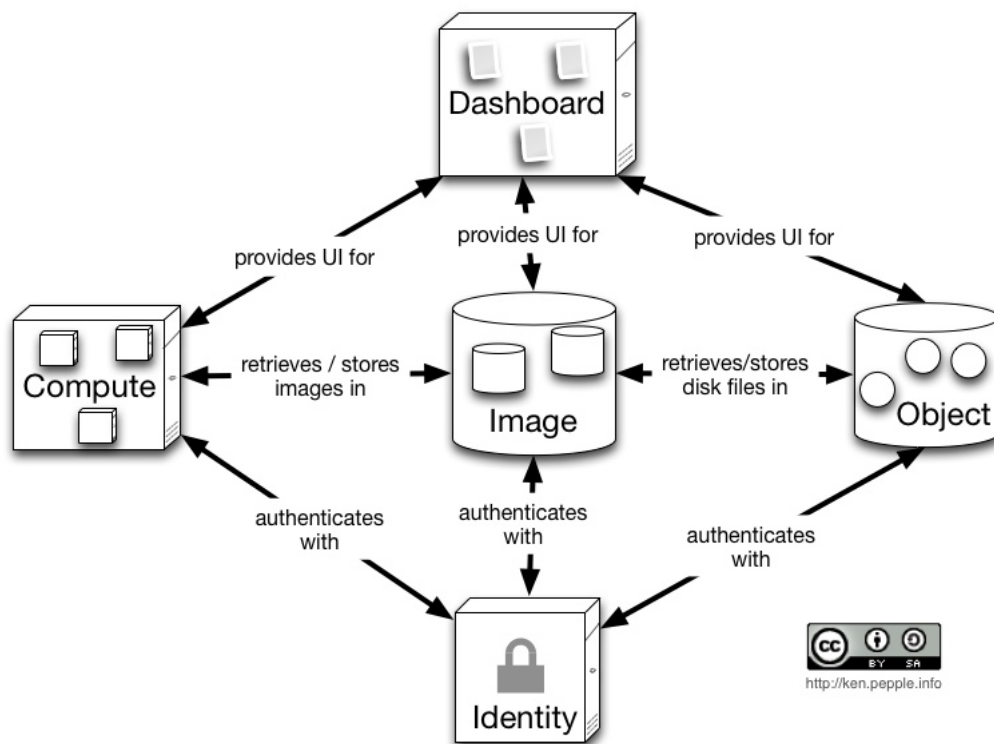 Dashboard
provides UI for
provides UI for
provides UI for
Compute
retrieves / stores
images in
Image
retrieves/stores
disk files in
Object
authenticates
with
authenticates
with
authenticates
with
Identity
cc
BY SA
http://ken.pepple.info